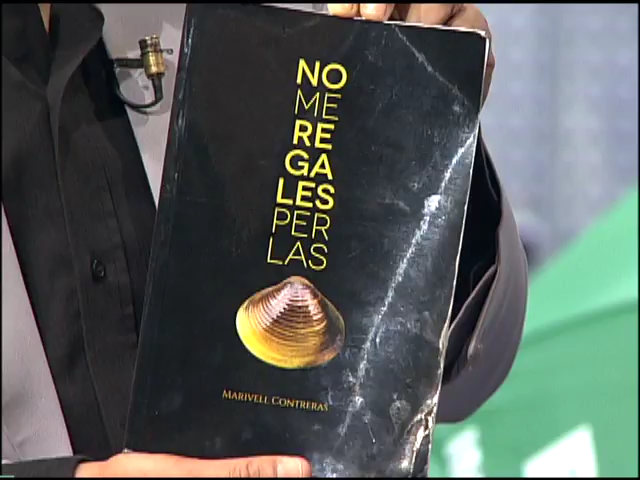 NO
ME
RE
GA
LES
PER
LAS
MARIVELL CONTRERAS